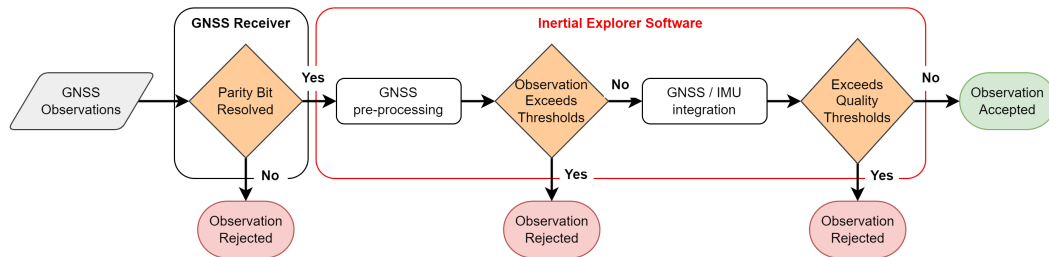 GNSS Receiver
Inertial Explorer Software
GNSS
Observations
Parity Bit
Resolved
Yes
No
Observation
Rejected
GNSS
pre-processing
Observation
Exceeds
Thresholds
No
Yes
Observation
Rejected
GNSS / IMU
integration
Exceeds
Quality
Thresholds
No
Yes
Observation
Rejected
Observation
Accepted